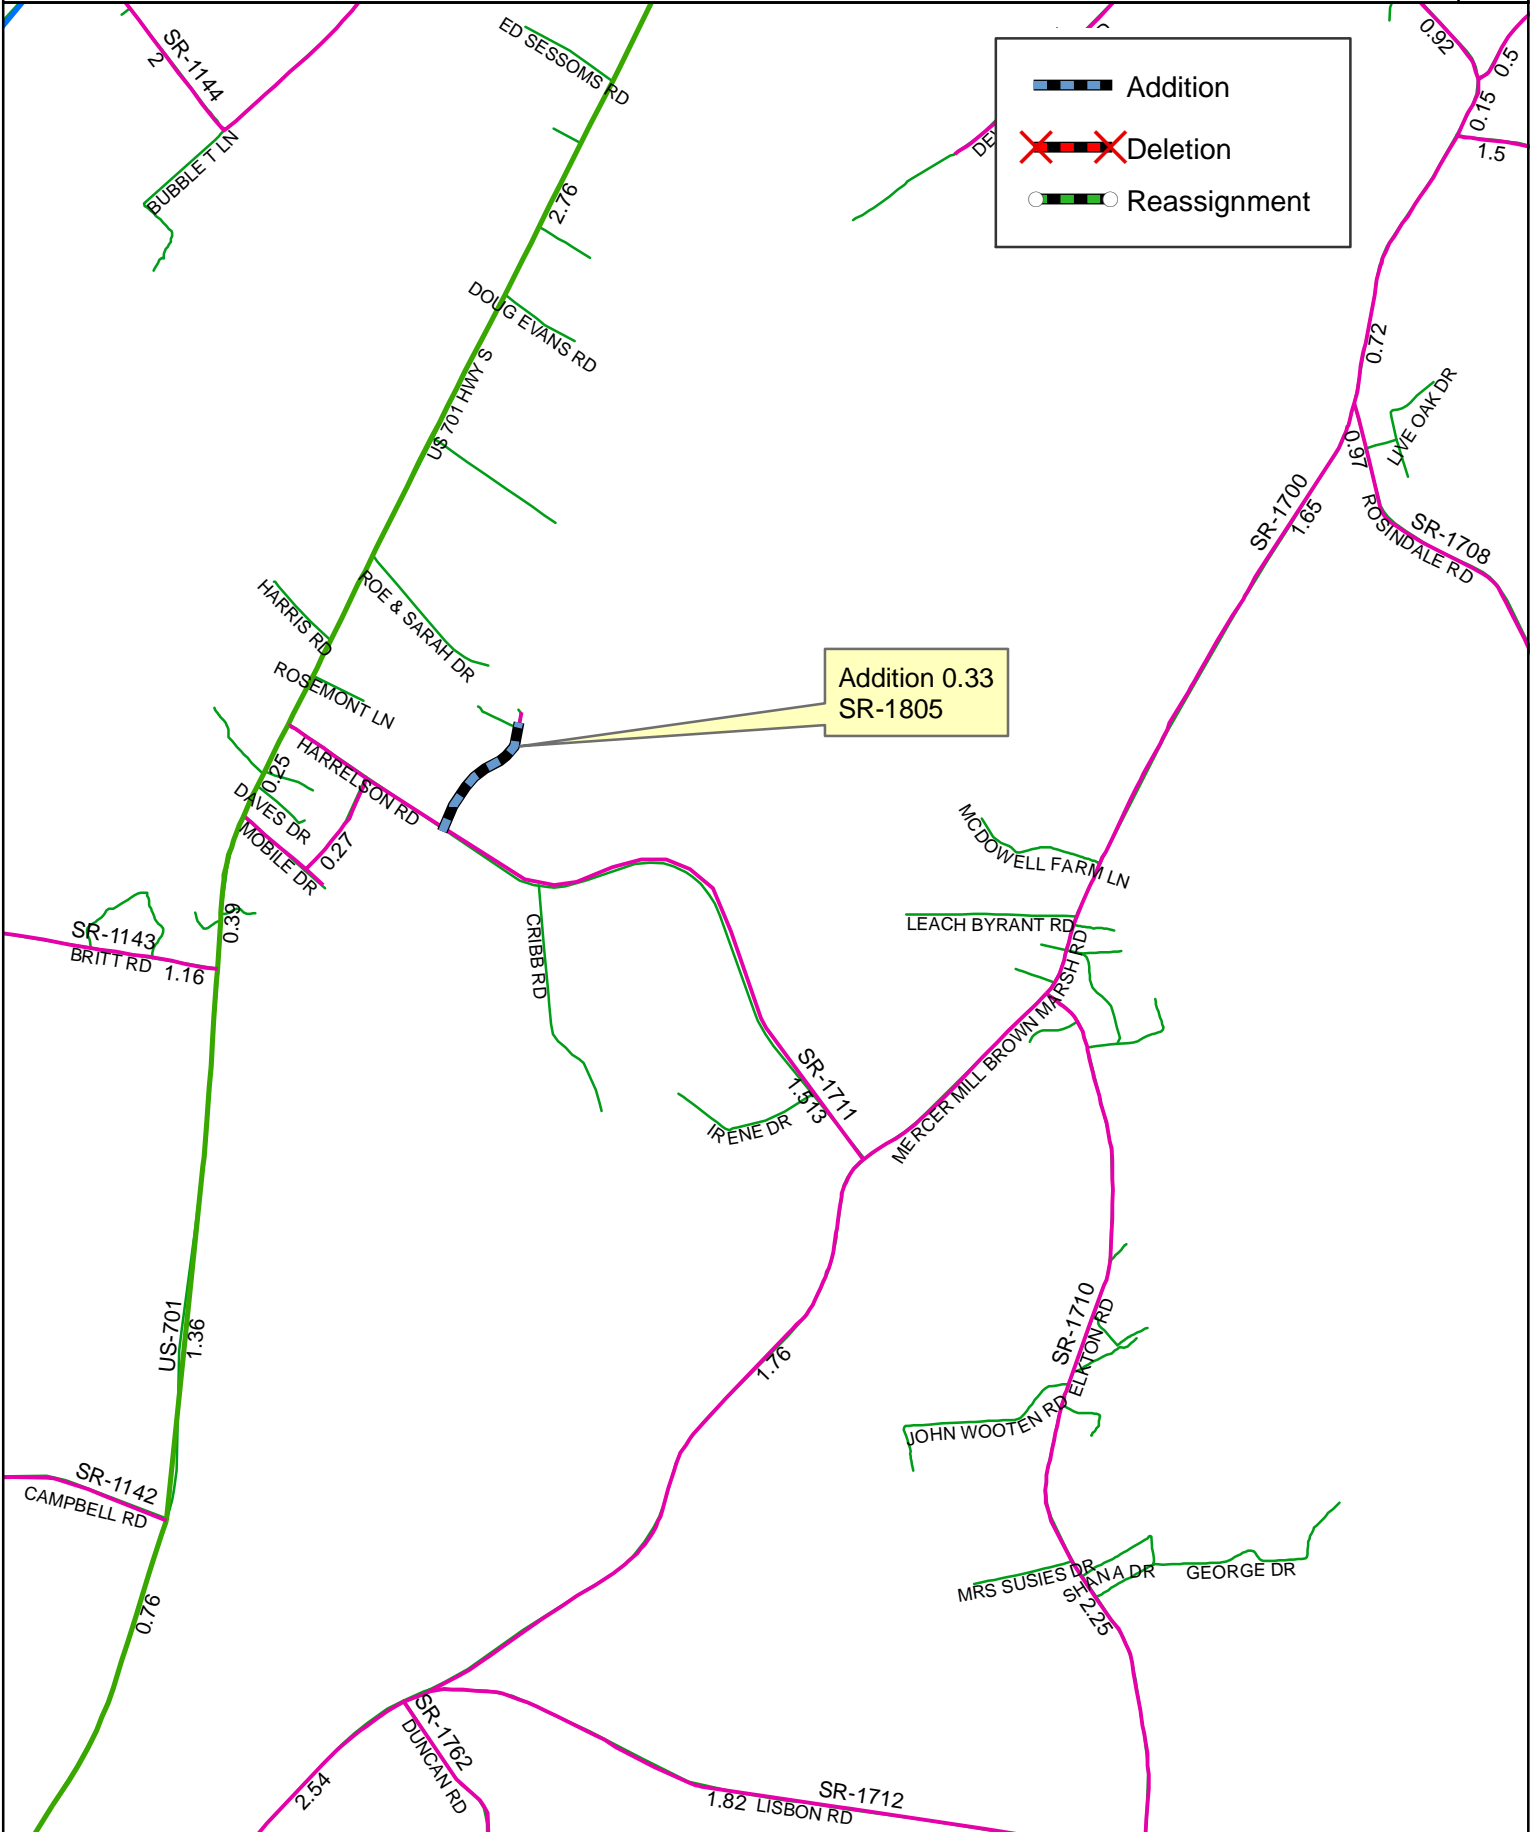 SR-1144
2
BUBBLE T LN
ED SESSOMS RD
2.76
DOUG EVANS RD
US 701 HWY S
Addition
Deletion
Reassignment
0.92
0.5
0.15
1.5
0.72
LIVE OAK DR
0.97
SR-1700
1.65
SR-1708
ROSINDALE RD
HARRIS RD
ROE & SARAH DR
ROSEMONT LN
Addition 0.33
SR-1805
HARRELSON RD
0.25
DAVES DR
MOBILE DR
0.27
MCDOWELL FARM LN
0.39
SR-1143
BRITT RD
1.16
CRIBB RD
LEACH BYRANT RD
MERCER MILL BROWN MARSH RD
SR-1711
1.513
IRENE DR
US-701
1.36
SR-1710
ELKTON RD
1.76
JOHN WOOTEN RD
SR-1142
CAMPBELL RD
MRS SUSIES DR
SHANA DR
GEORGE DR
2.25
0.76
SR-1762
DUNCAN RD
2.54
SR-1712
1.82
LISBON RD